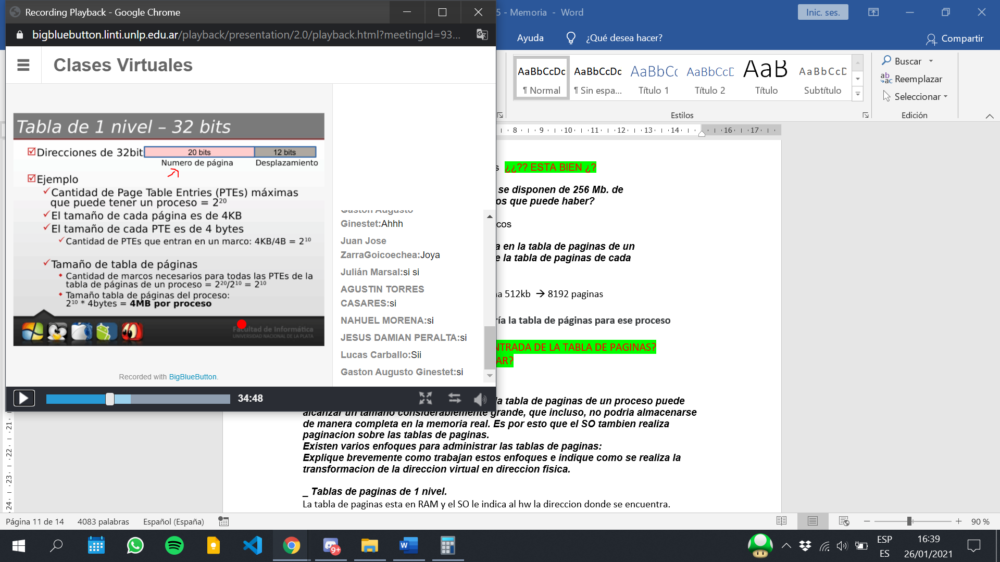 Recording Playback - Google Chrome
5 - Memoria - Word
Inic. ses.
bigbluebutton.linti.unlp.edu.ar/playback/presentation/2.0/playback.html?meetingId=93...
Ayuda
¿Qué desea hacer?
Compartir
Clases Virtuales
AaBbCcDc
¶ Normal
AaBbCcDc
¶ Sin espa...
AaBbCc
Título 1
AaBbCcD
Título 2
AaB
Título
AaBbCcD
Subtítulo
Estilos
Buscar
Reemplazar
Seleccionar
Edición
8 9 10 11 12 13 14 16 17
Tabla de 1 nivel – 32 bits
Direcciones de 32bit
20 bits
12 bits
Numero de página
Desplazamiento
Ejemplo
Cantidad de Page Table Entries (PTEs) máximas
que puede tener un proceso = 2²⁰
El tamaño de cada página es de 4KB
El tamaño de cada PTE es de 4 bytes
Cantidad de PTEs que entran en un marco: 4KB/4B = 2¹⁰
Tamaño de tabla de páginas
Cantidad de marcos necesarios para todas las PTEs de la
tabla de páginas de un proceso = 2²⁰/2¹⁰ = 2¹⁰
Tamaño tabla de páginas del proceso:
2¹⁰ * 4bytes = 4MB por proceso
Facultad de Informática
UNIVERSIDAD NACIONAL DE LA PLATA
Recorded with BigBlueButton.
34:48
Gaston Augusto
Ginestet:Ahhh
Juan Jose
ZarraGoicoechea:Joya
Julián Marsal:si si
AGUSTIN TORRES
CASARES:si
NAHUEL MORENA:si
JESUS DAMIAN PERALTA:si
Lucas Carballo:Sii
Gaston Augusto Ginestet:si
s ¿¿?? ESTA BIEN ¿?
se disponen de 256 Mb. de
os que puede haber?
cos
a en la tabla de paginas de un
e la tabla de paginas de cada
na 512kb → 8192 paginas
ría la tabla de páginas para ese proceso
NTRADA DE LA TABLA DE PAGINAS?
AR?
la tabla de paginas de un proceso puede
alcanzar un tamaño considerablemente grande, que incluso, no podria almacenarse
de manera completa en la memoria real. Es por esto que el SO tambien realiza
paginacion sobre las tablas de paginas.
Existen varios enfoques para administrar las tablas de paginas:
Explique brevemente como trabajan estos enfoques e indique como se realiza la
transformacion de la direccion virtual en direccion fisica.
_ Tablas de paginas de 1 nivel.
La tabla de paginas esta en RAM y el SO le indica al hw la direccion donde se encuentra.
21
22
23
24
Página 11 de 14
4083 palabras
Español (España)
90 %
9+
ESP
ES
16:39
26/01/2021